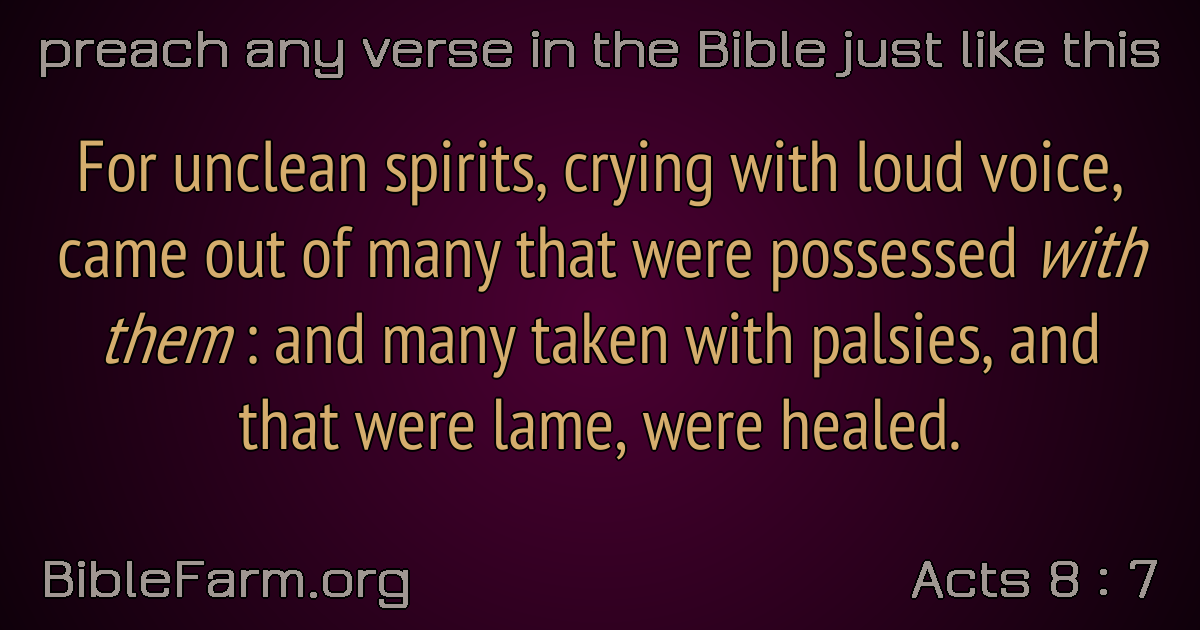 preach any verse in the Bible just like this
For unclean spirits, crying with loud voice,
came out of many that were possessed with
them : and many taken with palsies, and
that were lame, were healed.
BibleFarm.org
Acts 8 : 7